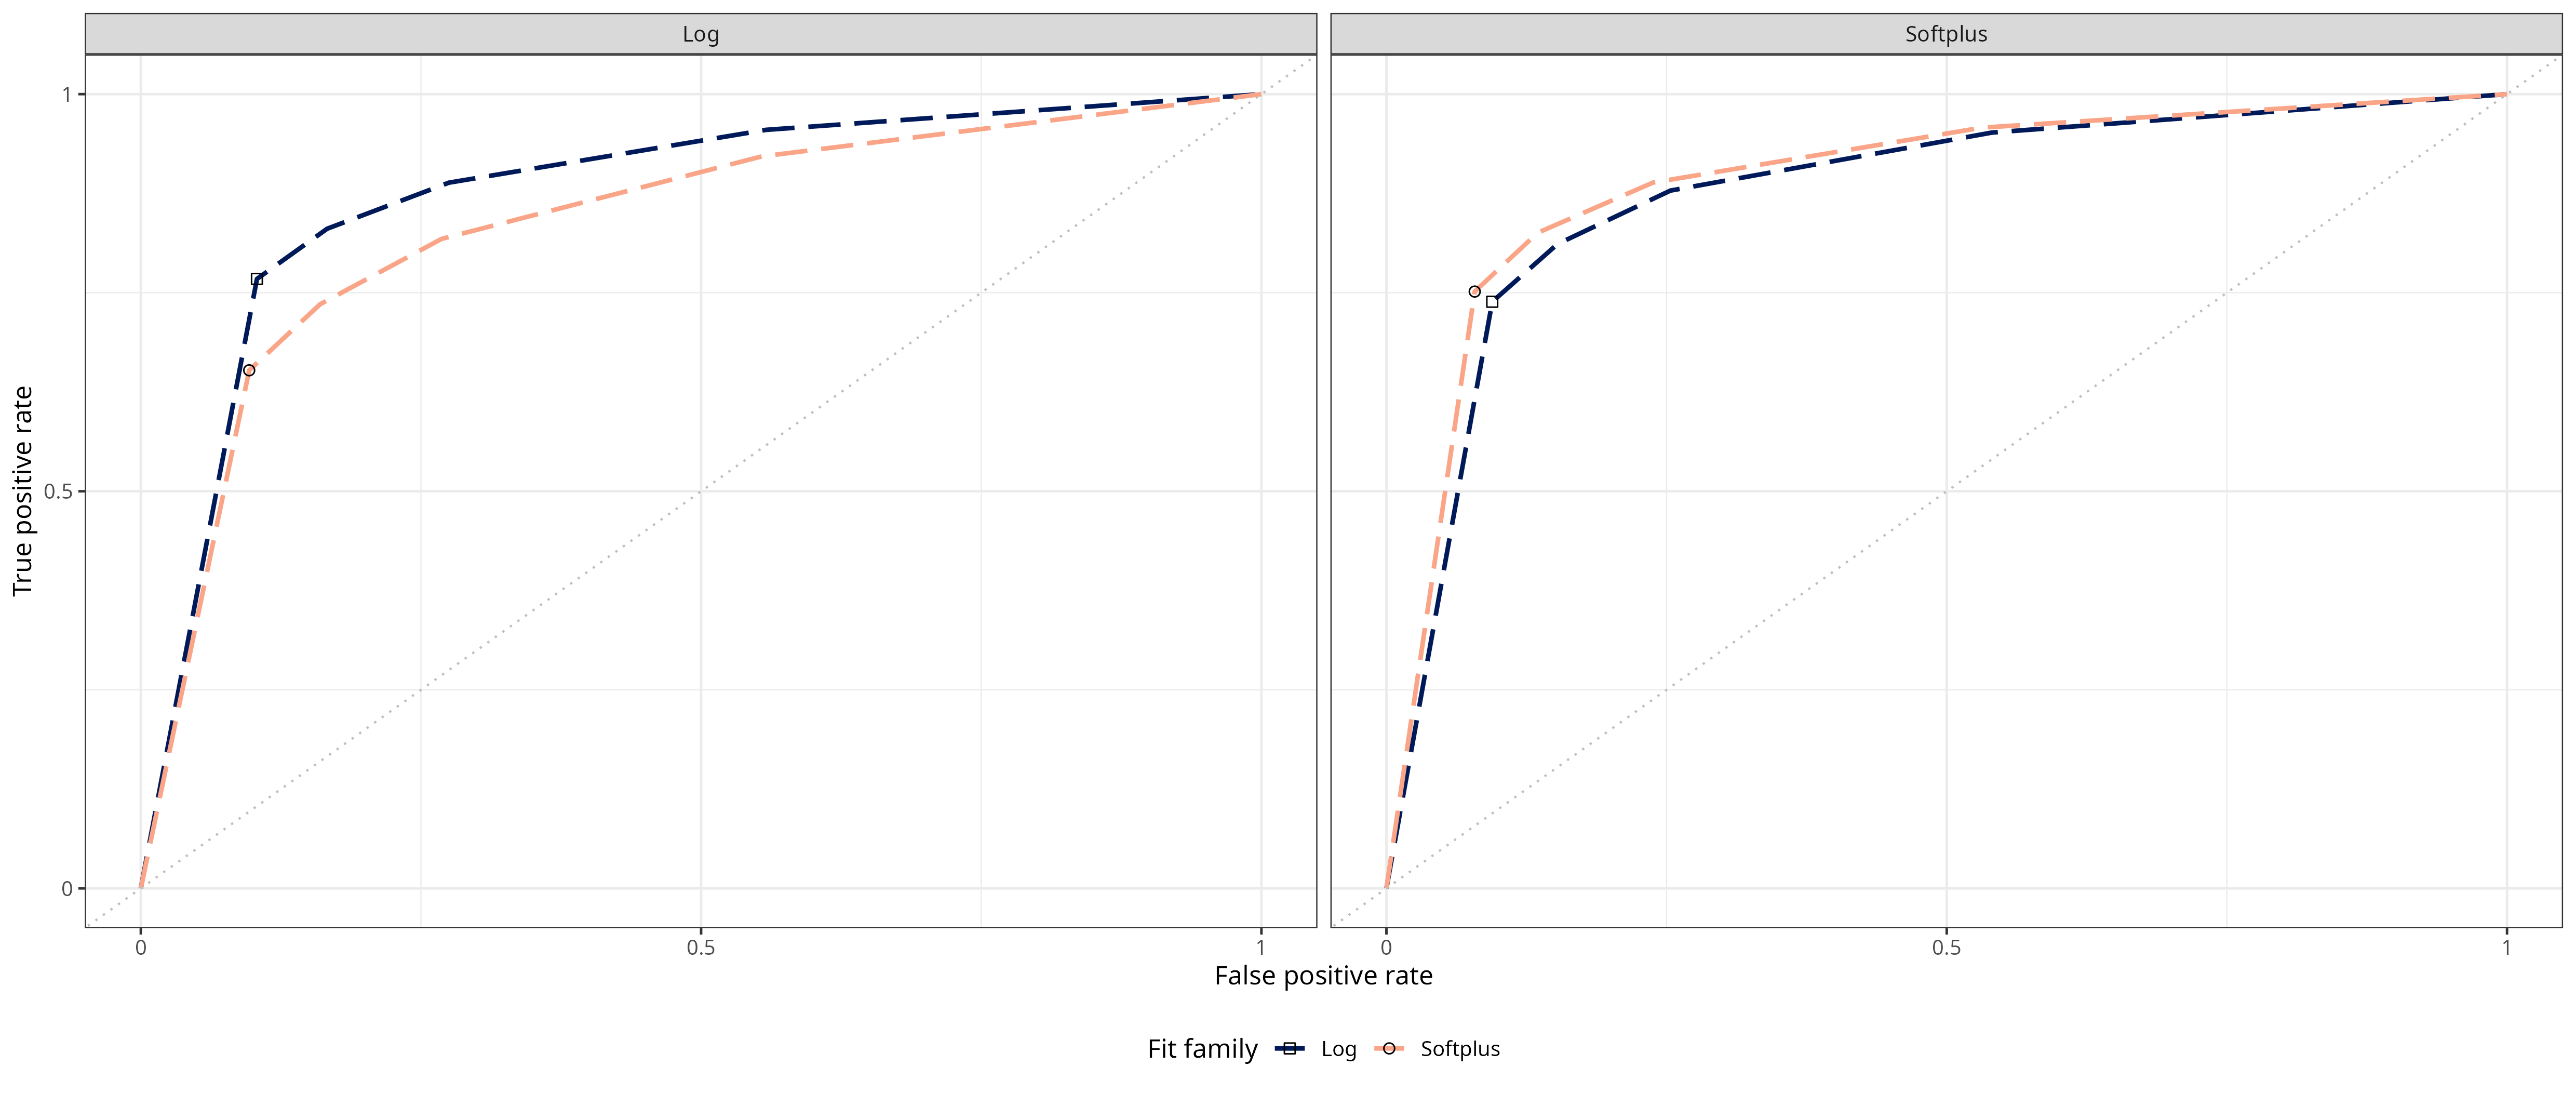 Log
Softplus
True positive rate
1
0.5
0
0
0.5
1
0
0.5
1
False positive rate
Fit family
Log
Softplus